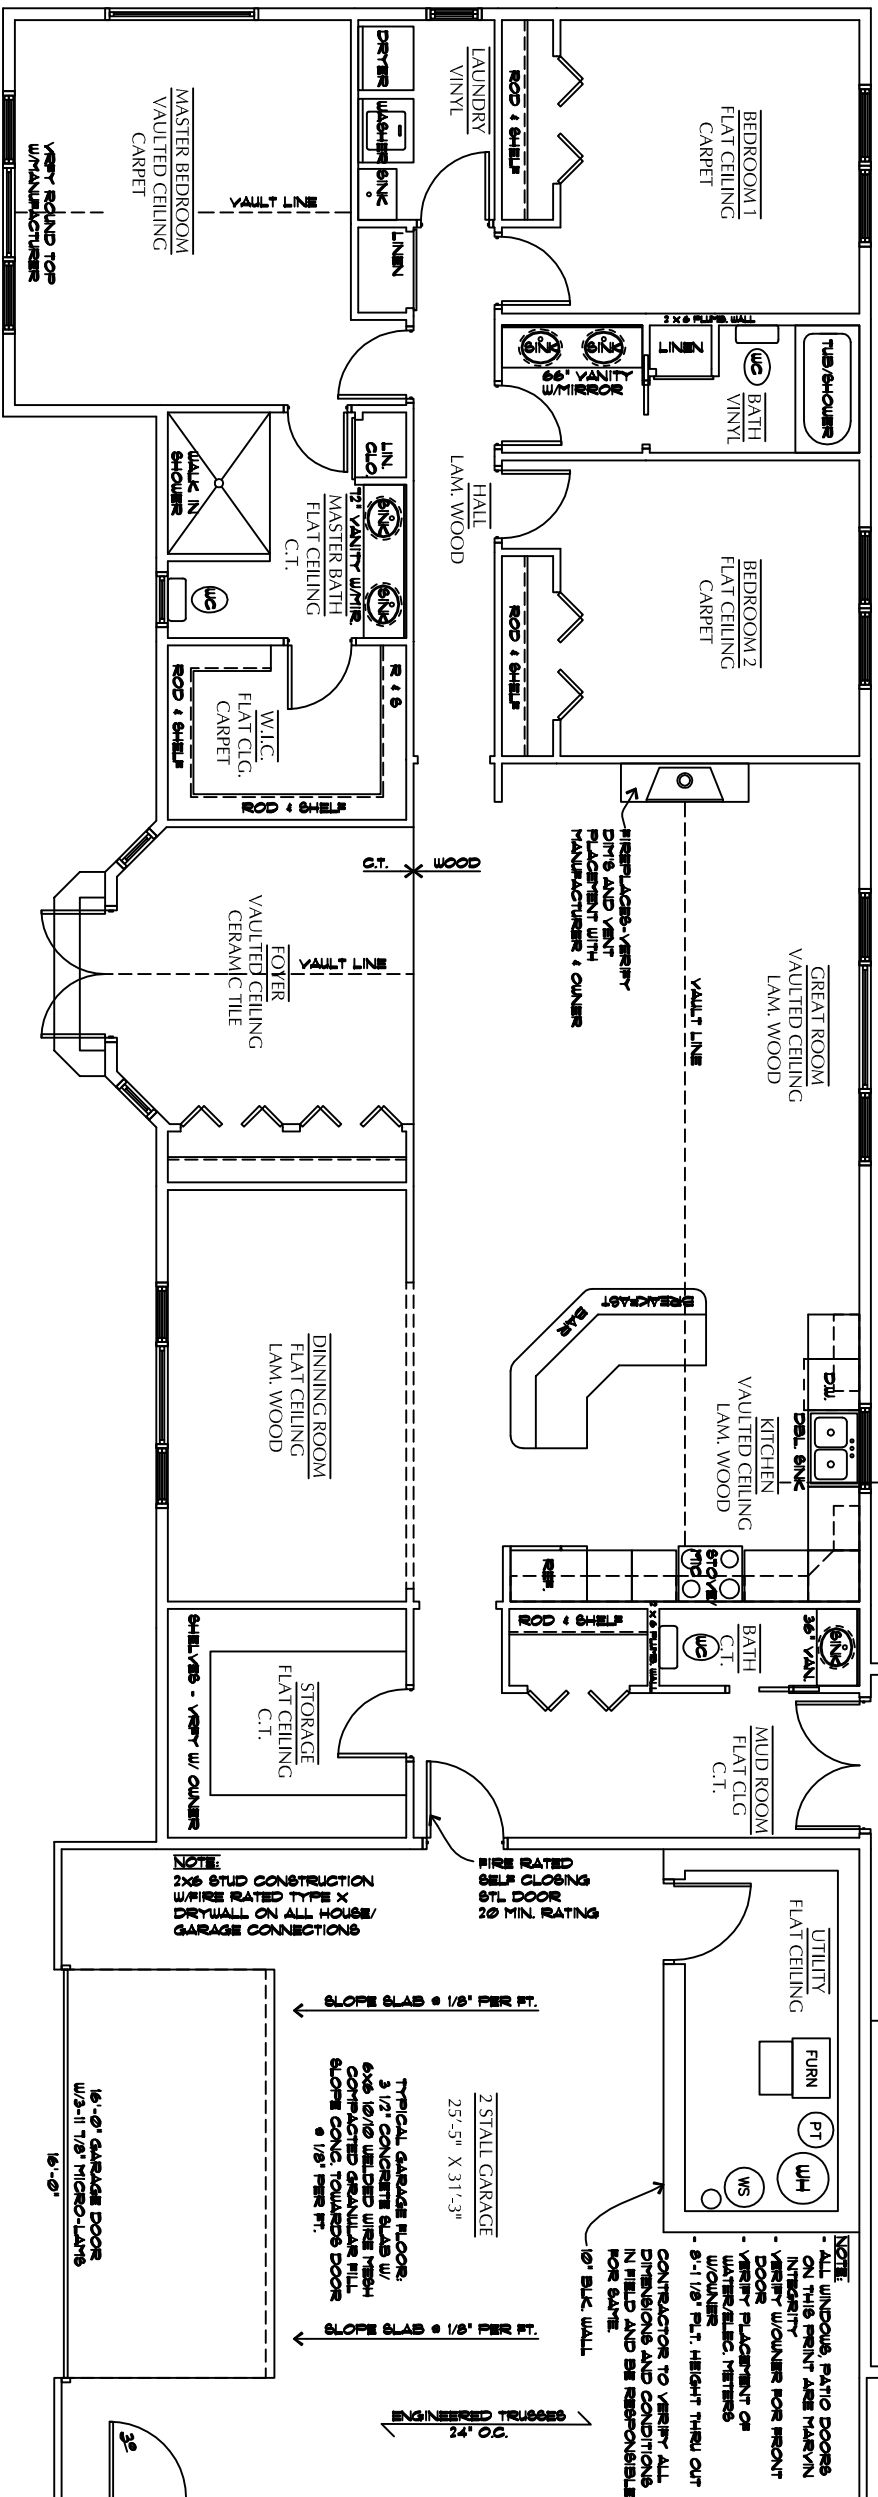 BEDROOM 1
FLAT CEILING
CARPET
ROD & SHELF
LAUNDRY
VINYL
DRYER
WASHER
SINK
LINEN
MASTER BEDROOM
VAULTED CEILING
CARPET
VAULT LINE
VRFY ROUND TOP
W/MANUFACTURER
2 X 6 PLUMB. WALL
TUB/SHOWER
WC
BATH
VINYL
LINEN
SINK
SINK
66" VANITY
W/MIRROR
HALL
LAM. WOOD
LIN.
CLO.
SINK
SINK
72" VANITY W/MIR.
MASTER BATH
FLAT CEILING
C.T.
WALK IN
SHOWER
WC
BEDROOM 2
FLAT CEILING
CARPET
ROD & SHELF
R & S
W.I.C.
FLAT CLG.
CARPET
ROD & SHELF
ROD & SHELF
FIREPLACES-VERIFY
DIM'S AND VENT
PLACEMENT WITH
MANUFACTURER & OWNER
C.T.
WOOD
GREAT ROOM
VAULTED CEILING
LAM. WOOD
VAULT LINE
FOYER
VAULTED CEILING
CERAMIC TILE
VAULT LINE
BREAKFAST
BAR
KITCHEN
VAULTED CEILING
LAM. WOOD
D.W.
DBL. SINK
STOVE/
MIC
REF.
DINNING ROOM
FLAT CEILING
LAM. WOOD
SINK
36" VAN.
BATH
C.T.
WC
2 X 6 PLUMB. WALL
ROD & SHELF
MUD ROOM
FLAT CLG
C.T.
STORAGE
FLAT CEILING
C.T.
SHELVES - VRFY W/ OWNER
FIRE RATED
SELF CLOSING
STL DOOR
20 MIN. RATING
NOTE:
2X6 STUD CONSTRUCTION
W/FIRE RATED TYPE X
DRYWALL ON ALL HOUSE/
GARAGE CONNECTIONS
UTILITY
FLAT CEILING
FURN
PT
WH
WS
SLOPE SLAB @ 1/8" PER FT.
2 STALL GARAGE
25'-5" X 31'-3"
TYPICAL GARAGE FLOOR:
3 1/2" CONCRETE SLAB W/
6X6 10/10 WELDED WIRE MESH
COMPACTED GRANULAR FILL
SLOPE CONC. TOWARDS DOOR
@ 1/8" PER FT.
SLOPE SLAB @ 1/8" PER FT.
16'-0" GARAGE DOOR
W/3-11 7/8" MICRO-LAMS
16'-0"
NOTE:
- ALL WINDOWS, PATIO DOORS
ON THIS PRINT ARE MARVIN
INTEGRITY
- VERIFY W/OWNER FOR FRONT
DOOR
- VERIFY PLACEMENT OF
WATER/ELEC. METERS
W/OWNER
- 8'-1 1/8" PLT. HEIGHT THRU OUT
CONTRACTOR TO VERIFY ALL
DIMENSIONS AND CONDITIONS
IN FIELD AND BE RESPONSIBLE
FOR SAME.
10" BLK. WALL
ENGINEERED TRUSSES
24" O.C.
30